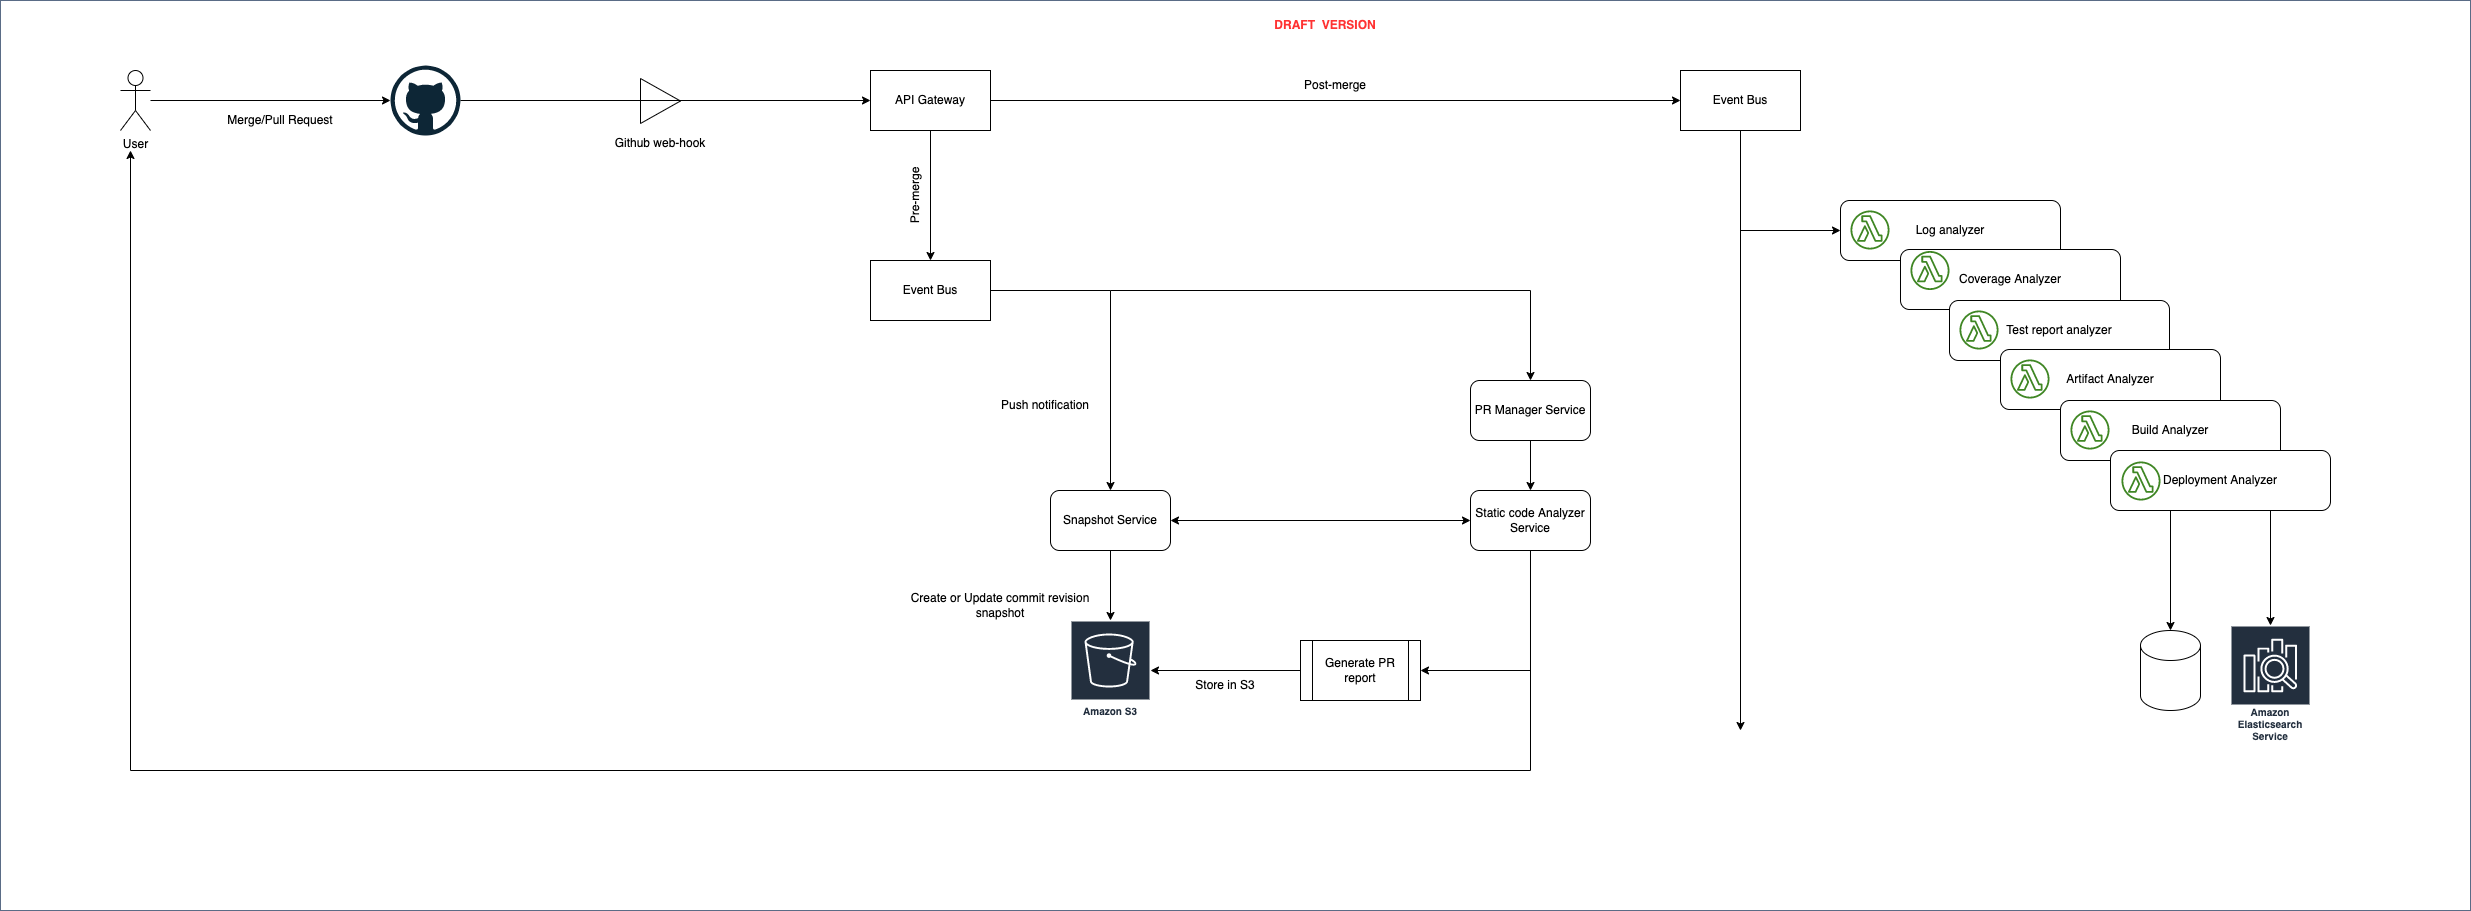 DRAFT  VERSION
User
Merge/Pull Request
Github web-hook
API Gateway
Post-merge
Event Bus
Pre-merge
Event Bus
Push notification
PR Manager Service
Snapshot Service
Static code Analyzer
Service
Create or Update commit revision
snapshot
Amazon S3
Store in S3
Generate PR
report
Log analyzer
Coverage Analyzer
Test report analyzer
Artifact Analyzer
Build Analyzer
Deployment Analyzer
Amazon
Elasticsearch
Service